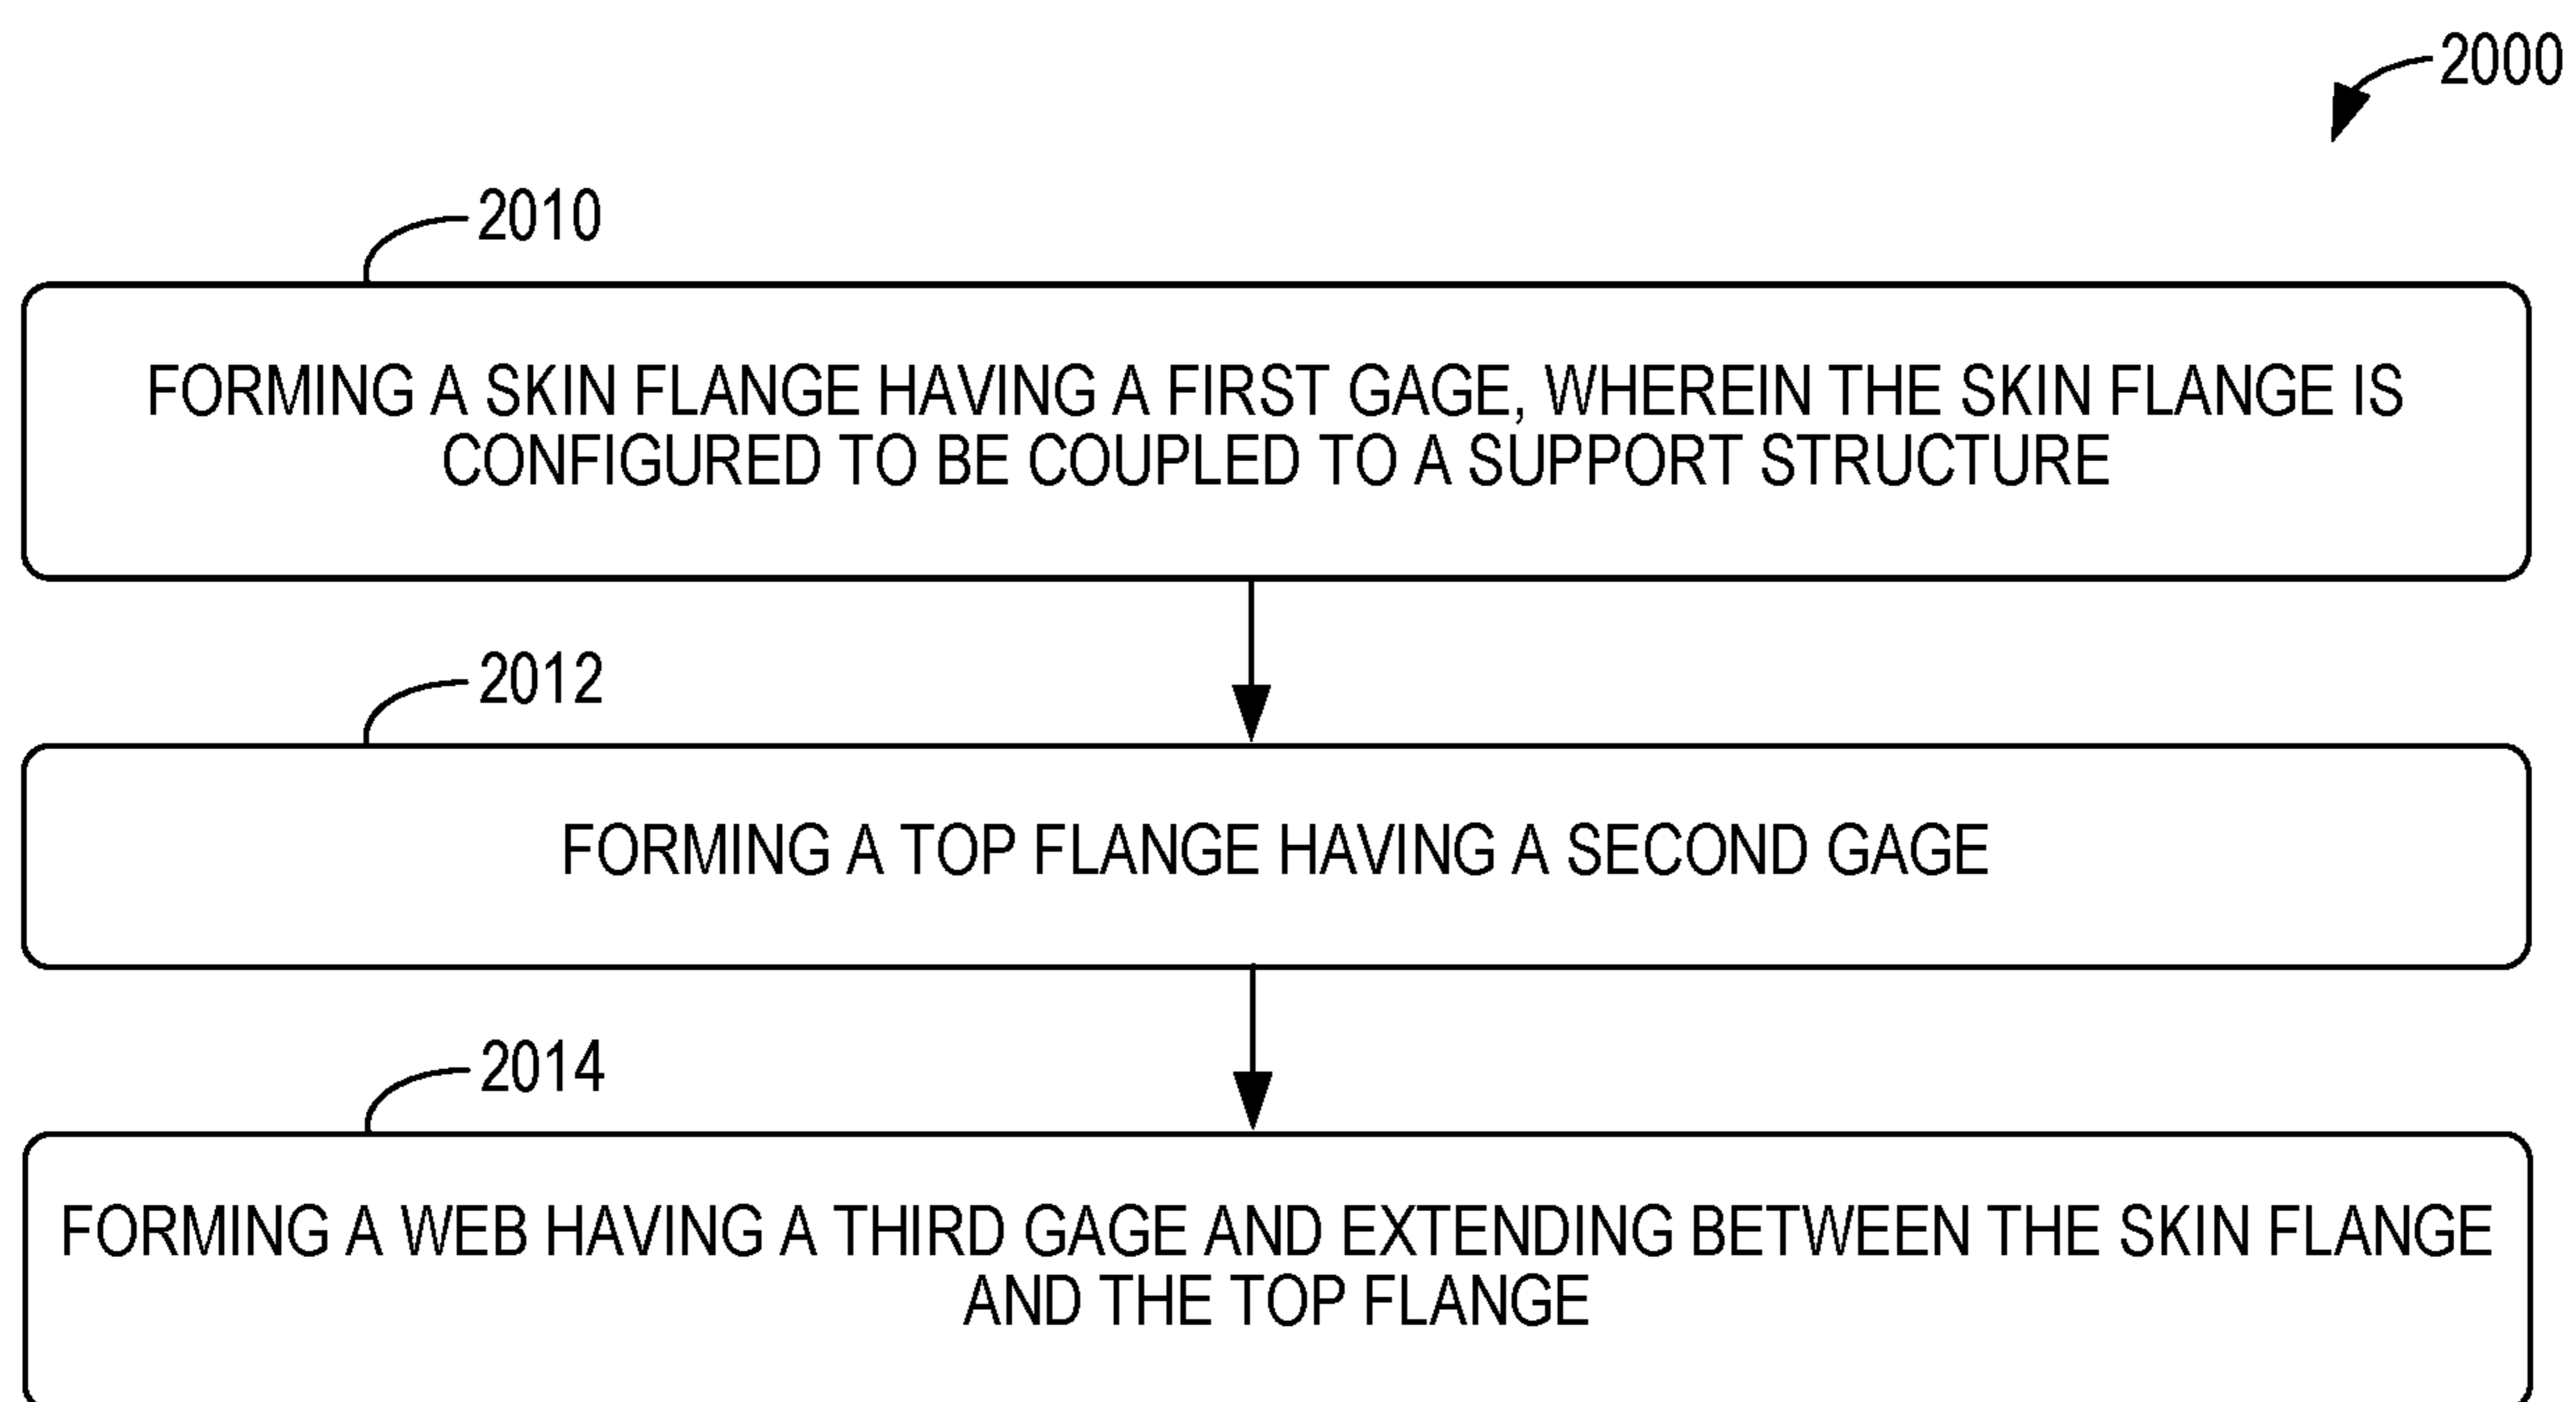 2000
2010
FORMING A SKIN FLANGE HAVING A FIRST GAGE, WHEREIN THE SKIN FLANGE IS
CONFIGURED TO BE COUPLED TO A SUPPORT STRUCTURE
2012
FORMING A TOP FLANGE HAVING A SECOND GAGE
2014
FORMING A WEB HAVING A THIRD GAGE AND EXTENDING BETWEEN THE SKIN FLANGE
AND THE TOP FLANGE